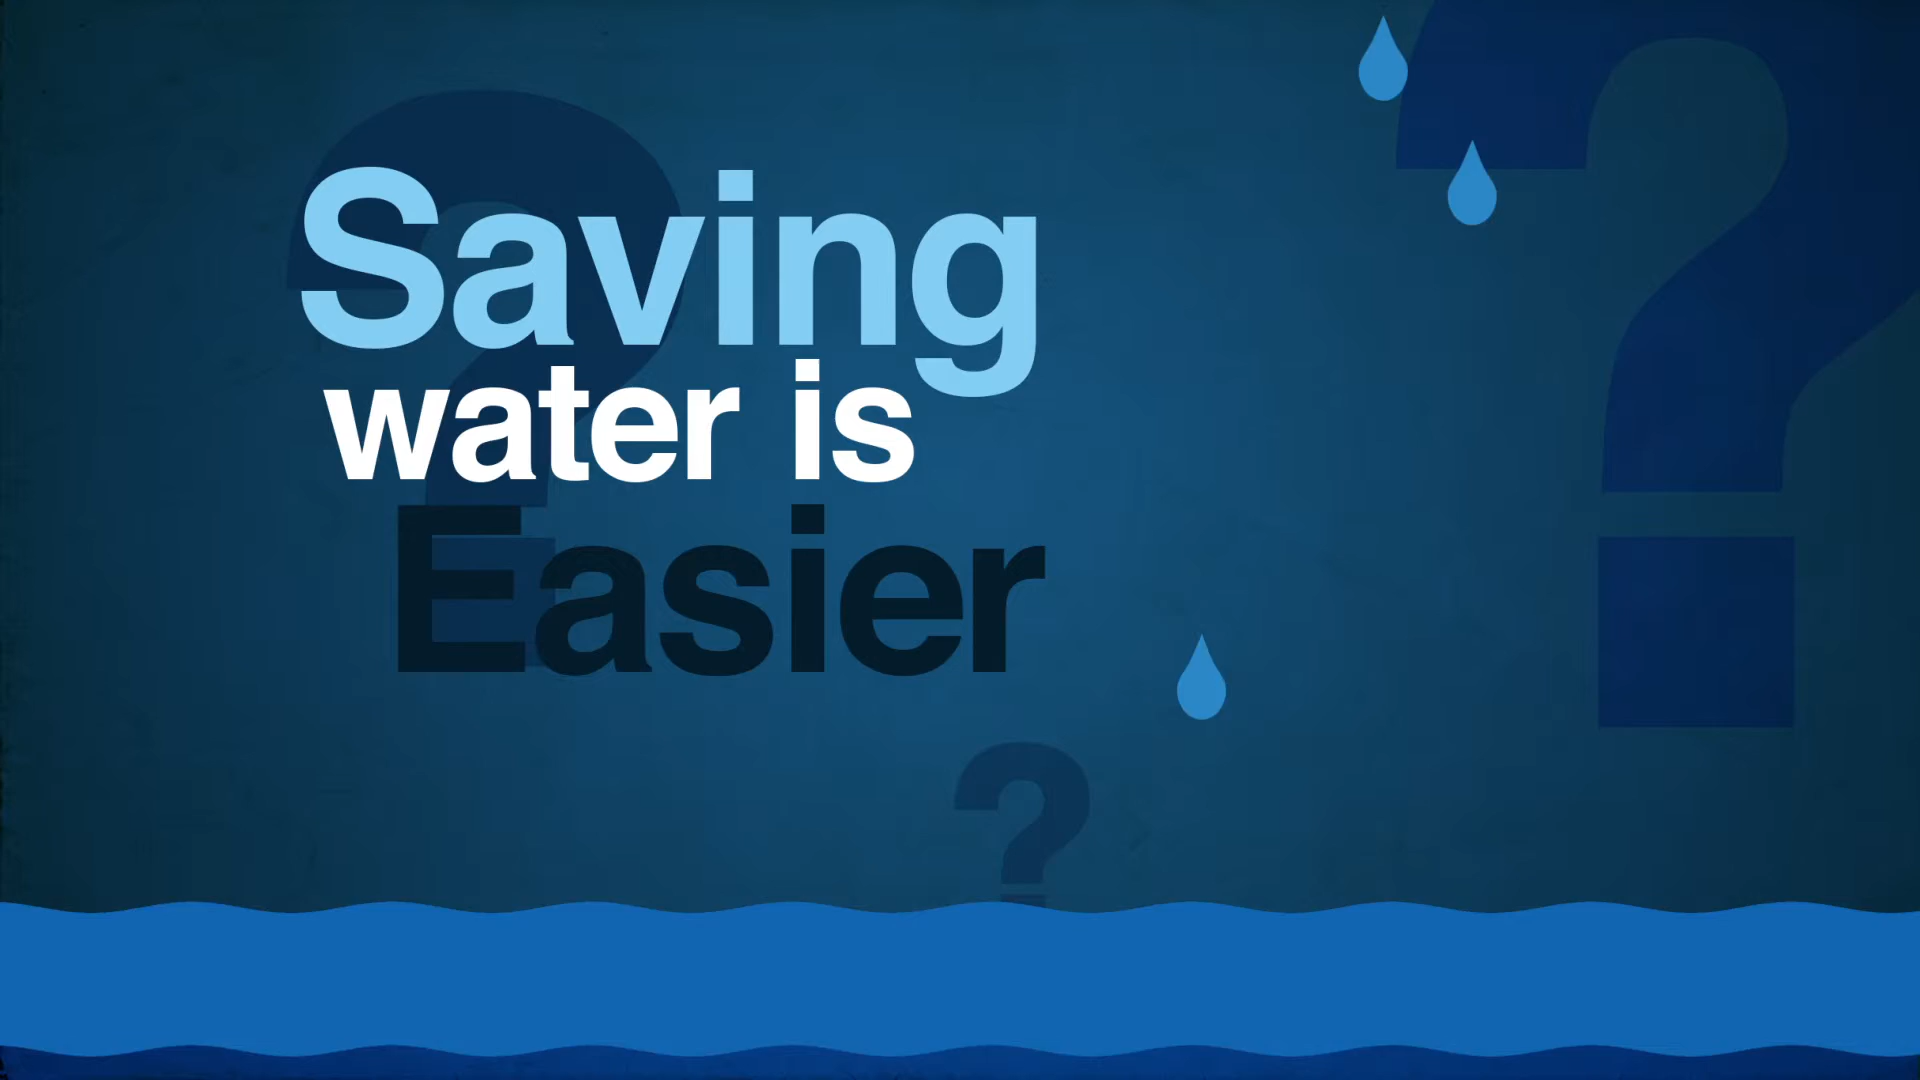 Saving
water is
Easier
?
?
?